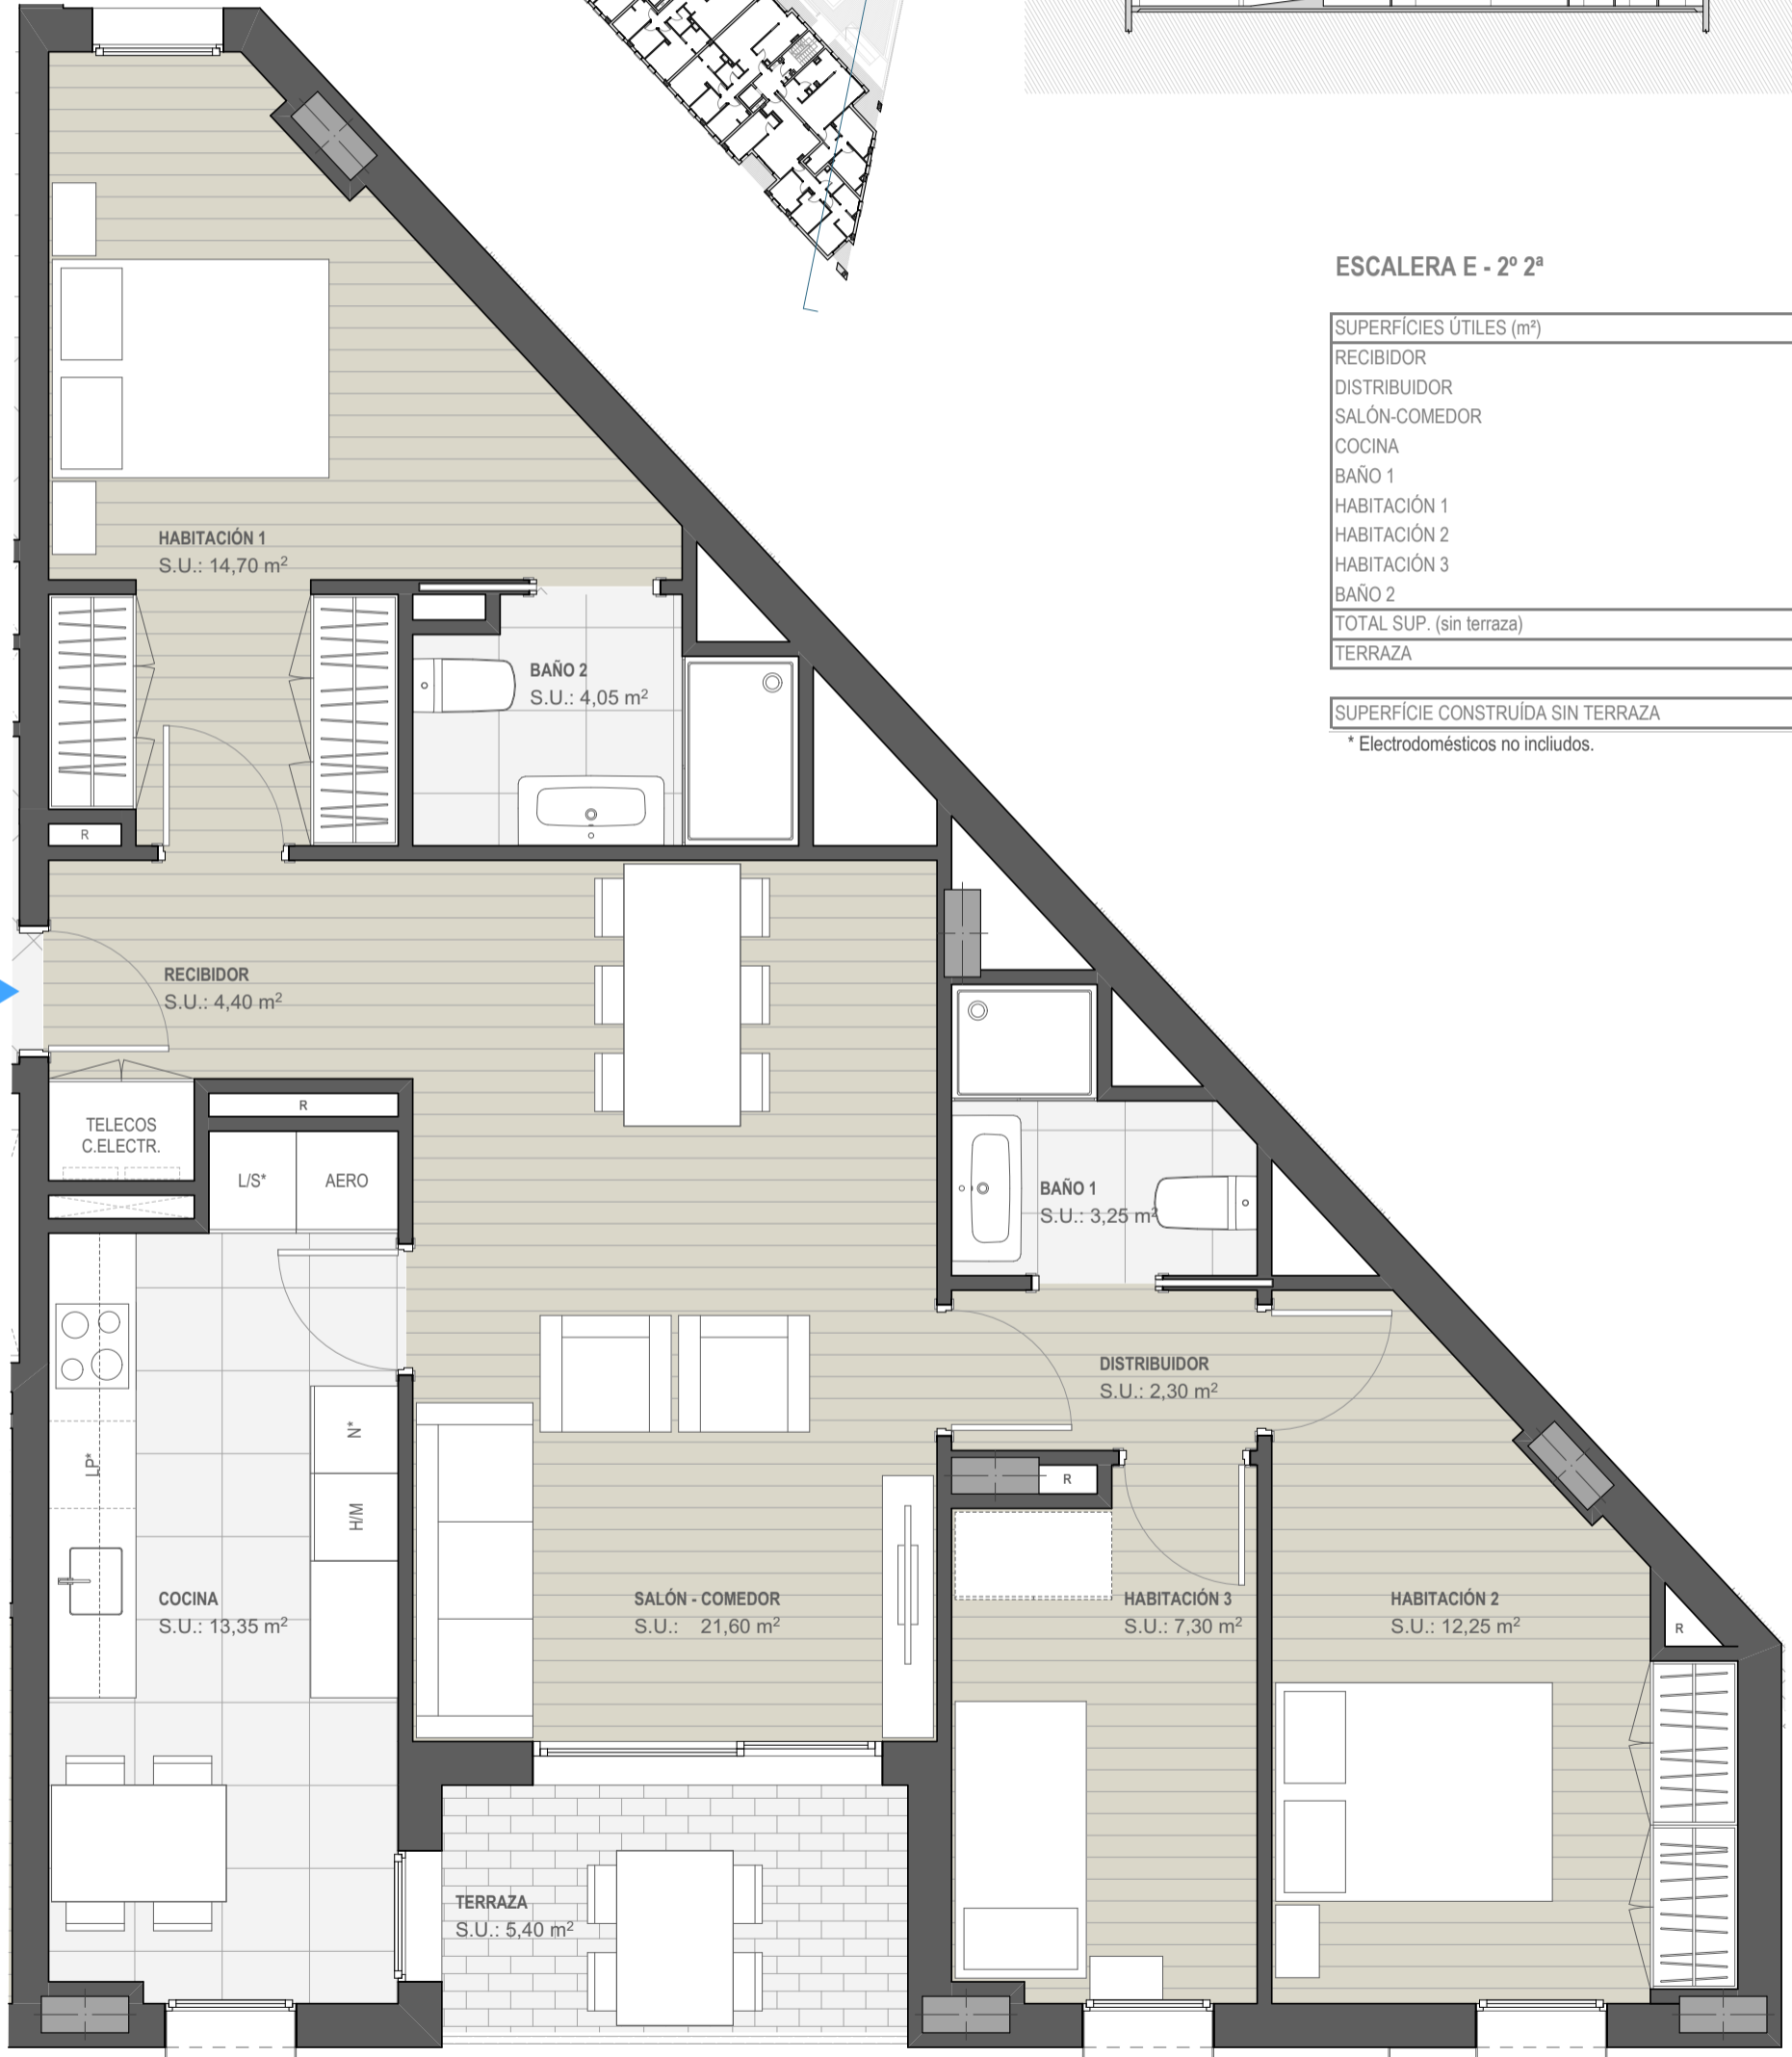 ESCALERA E - 2º 2ª
SUPERFÍCIES ÚTILES (m²)
RECIBIDOR
DISTRIBUIDOR
SALÓN-COMEDOR
COCINA
BAÑO 1
HABITACIÓN 1
HABITACIÓN 2
HABITACIÓN 3
BAÑO 2
TOTAL SUP. (sin terraza)
TERRAZA
SUPERFÍCIE CONSTRUÍDA SIN TERRAZA
* Electrodomésticos no incliudos.
HABITACIÓN 1
S.U.: 14,70 m²
BAÑO 2
S.U.: 4,05 m²
R
RECIBIDOR
S.U.: 4,40 m²
R
TELECOS
C.ELECTR.
L/S*
AERO
BAÑO 1
S.U.: 3,25 m²
DISTRIBUIDOR
S.U.: 2,30 m²
N*
LP*
R
H/M
COCINA
S.U.: 13,35 m²
SALÓN - COMEDOR
S.U.: 21,60 m²
HABITACIÓN 3
S.U.: 7,30 m²
HABITACIÓN 2
S.U.: 12,25 m²
R
TERRAZA
S.U.: 5,40 m²